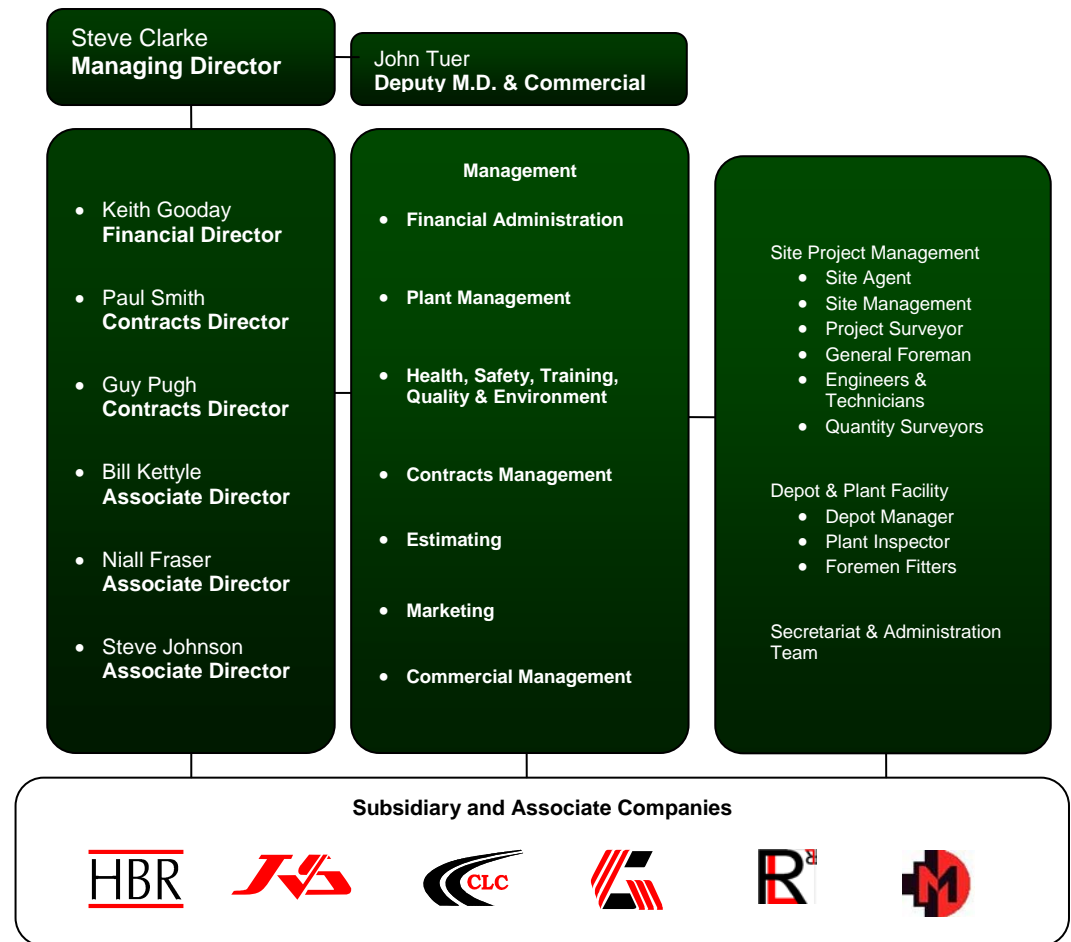 Steve Clarke
Managing Director
John Tuer
Deputy M.D. & Commercial
• Keith Gooday
Financial Director
• Paul Smith
Contracts Director
• Guy Pugh
Contracts Director
• Bill Kettyle
Associate Director
• Niall Fraser
Associate Director
• Steve Johnson
Associate Director
Management
• Financial Administration
• Plant Management
• Health, Safety, Training,
Quality & Environment
• Contracts Management
• Estimating
• Marketing
• Commercial Management
Site Project Management
• Site Agent
• Site Management
• Project Surveyor
• General Foreman
• Engineers &
Technicians
• Quantity Surveyors
Depot & Plant Facility
• Depot Manager
• Plant Inspector
• Foremen Fitters
Secretariat & Administration
Team
Subsidiary and Associate Companies
HBR
CLC